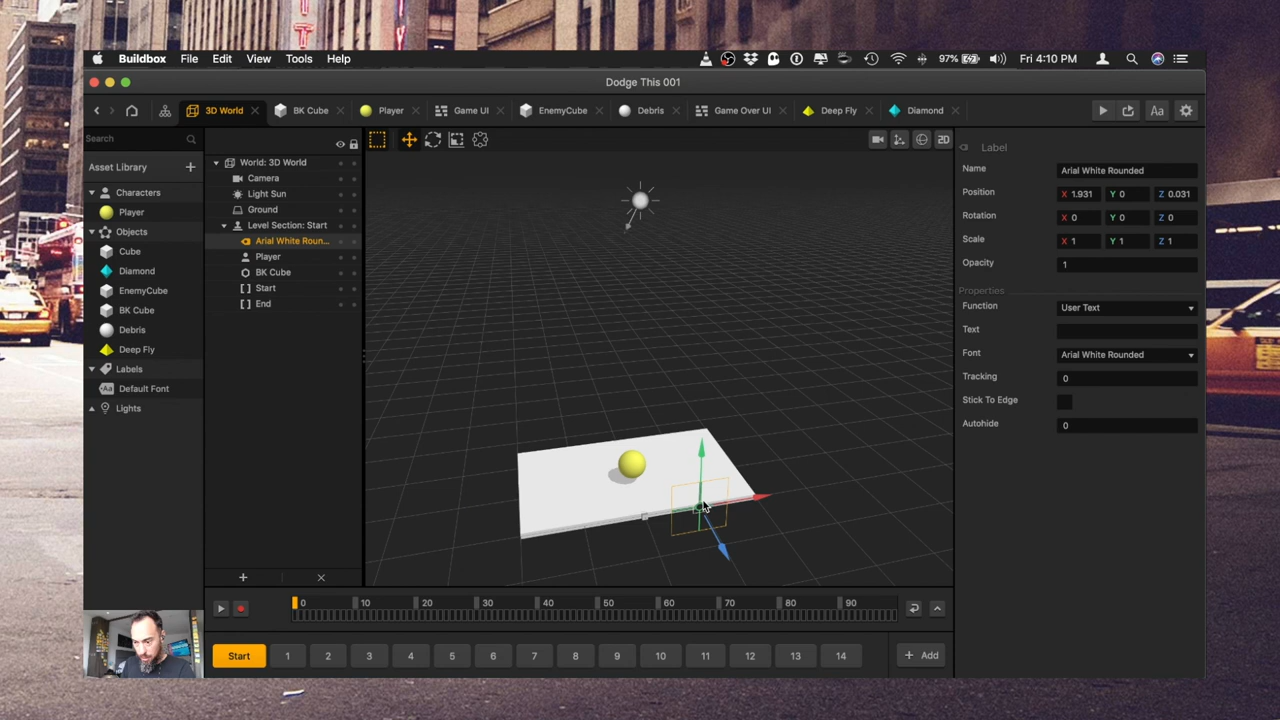 Buildbox File Edit View Tools Help 97% Fri 4:10 PM
Dodge This 001
3D World BK Cube Player Game UI EnemyCube Debris Game Over UI Deep Fly Diamond Aa
Search
Asset Library
Characters
Player
Objects
Cube
Diamond
EnemyCube
BK Cube
Debris
Deep Fly
Labels
Aa Default Font
Lights
World: 3D World
Camera
Light Sun
Ground
Level Section: Start
Arial White Roun...
Player
BK Cube
Start
End
2D
Label
Name Arial White Rounded
Position X 1.931 Y 0 Z 0.031
Rotation X 0 Y 0 Z 0
Scale X 1 Y 1 Z 1
Opacity 1
Properties
Function User Text
Text
Font Arial White Rounded
Tracking 0
Stick To Edge
Autohide 0
0 10 20 30 40 50 60 70 80 90
Start 1 2 3 4 5 6 7 8 9 10 11 12 13 14 + Add